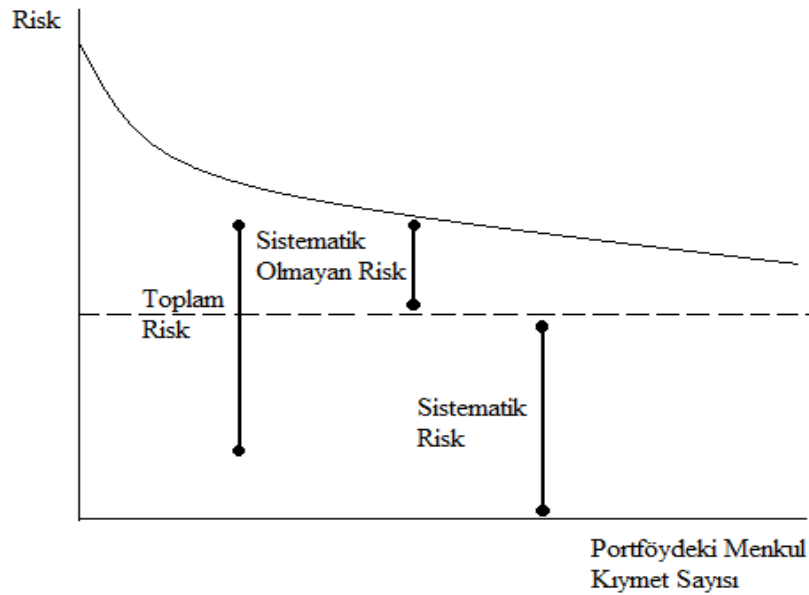 Risk
Sistematik
Olmayan Risk
Toplam
Risk
Sistematik
Risk
Portföydeki Menkul
Kıymet Sayısı